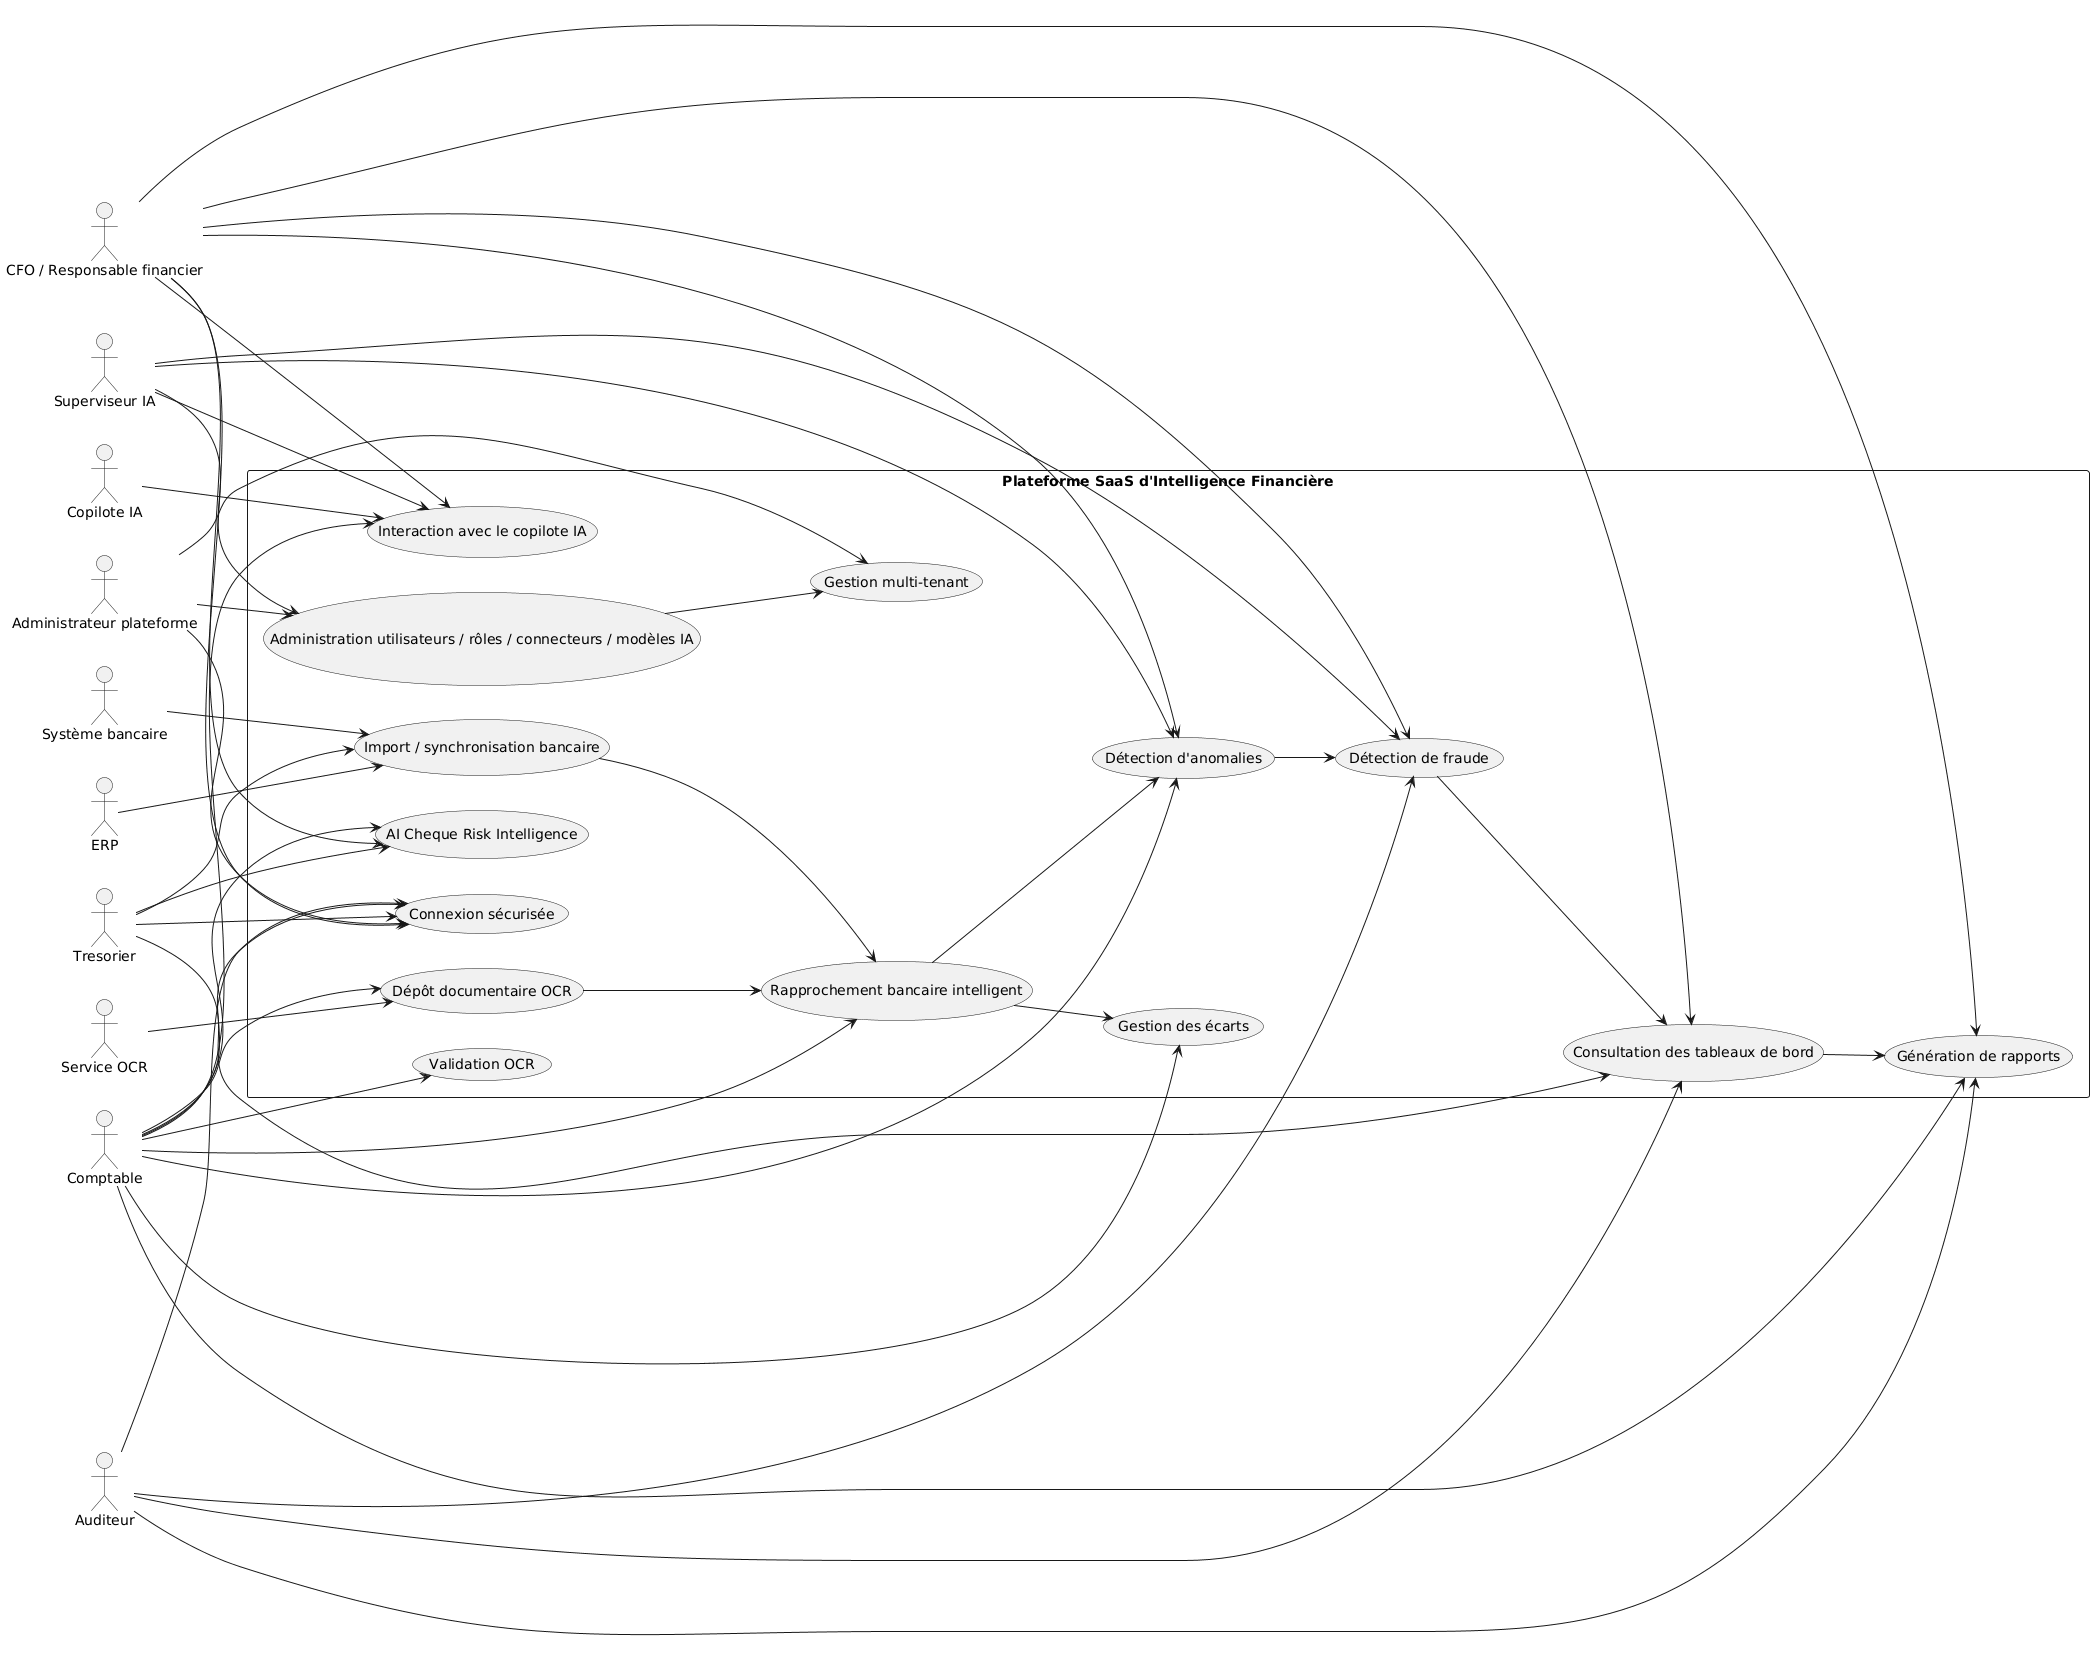 CFO / Responsable financier
Superviseur IA
Copilote IA
Administrateur plateforme
Système bancaire
ERP
Tresorier
Service OCR
Comptable
Auditeur
Plateforme SaaS d'Intelligence Financière
Interaction avec le copilote IA
Gestion multi-tenant
Administration utilisateurs / rôles / connecteurs / modèles IA
Import / synchronisation bancaire
Détection d'anomalies
Détection de fraude
AI Cheque Risk Intelligence
Connexion sécurisée
Dépôt documentaire OCR
Rapprochement bancaire intelligent
Gestion des écarts
Validation OCR
Consultation des tableaux de bord
Génération de rapports